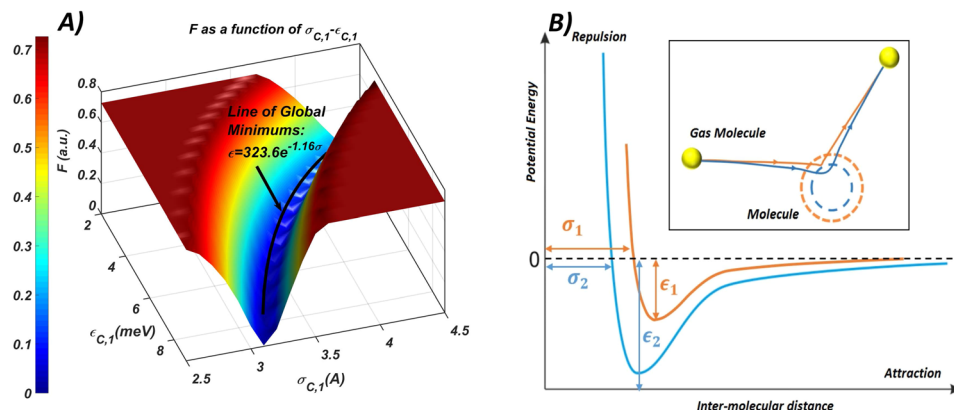 A)
F as a function of σC,1-ϵC,1
0.7
0.6
0.5
0.4
0.3
0.2
0.1
0
F (a.u.)
0.8
0.6
0.4
0.2
0
Line of Global
Minimums:
ϵ=323.6e^-1.16σ
2
4
6
8
ϵC,1(meV)
2.5
3
3.5
4
4.5
σC,1(A)
B)
Repulsion
Potential Energy
Gas Molecule
Molecule
σ1
0
σ2
ϵ1
ϵ2
Attraction
Inter-molecular distance